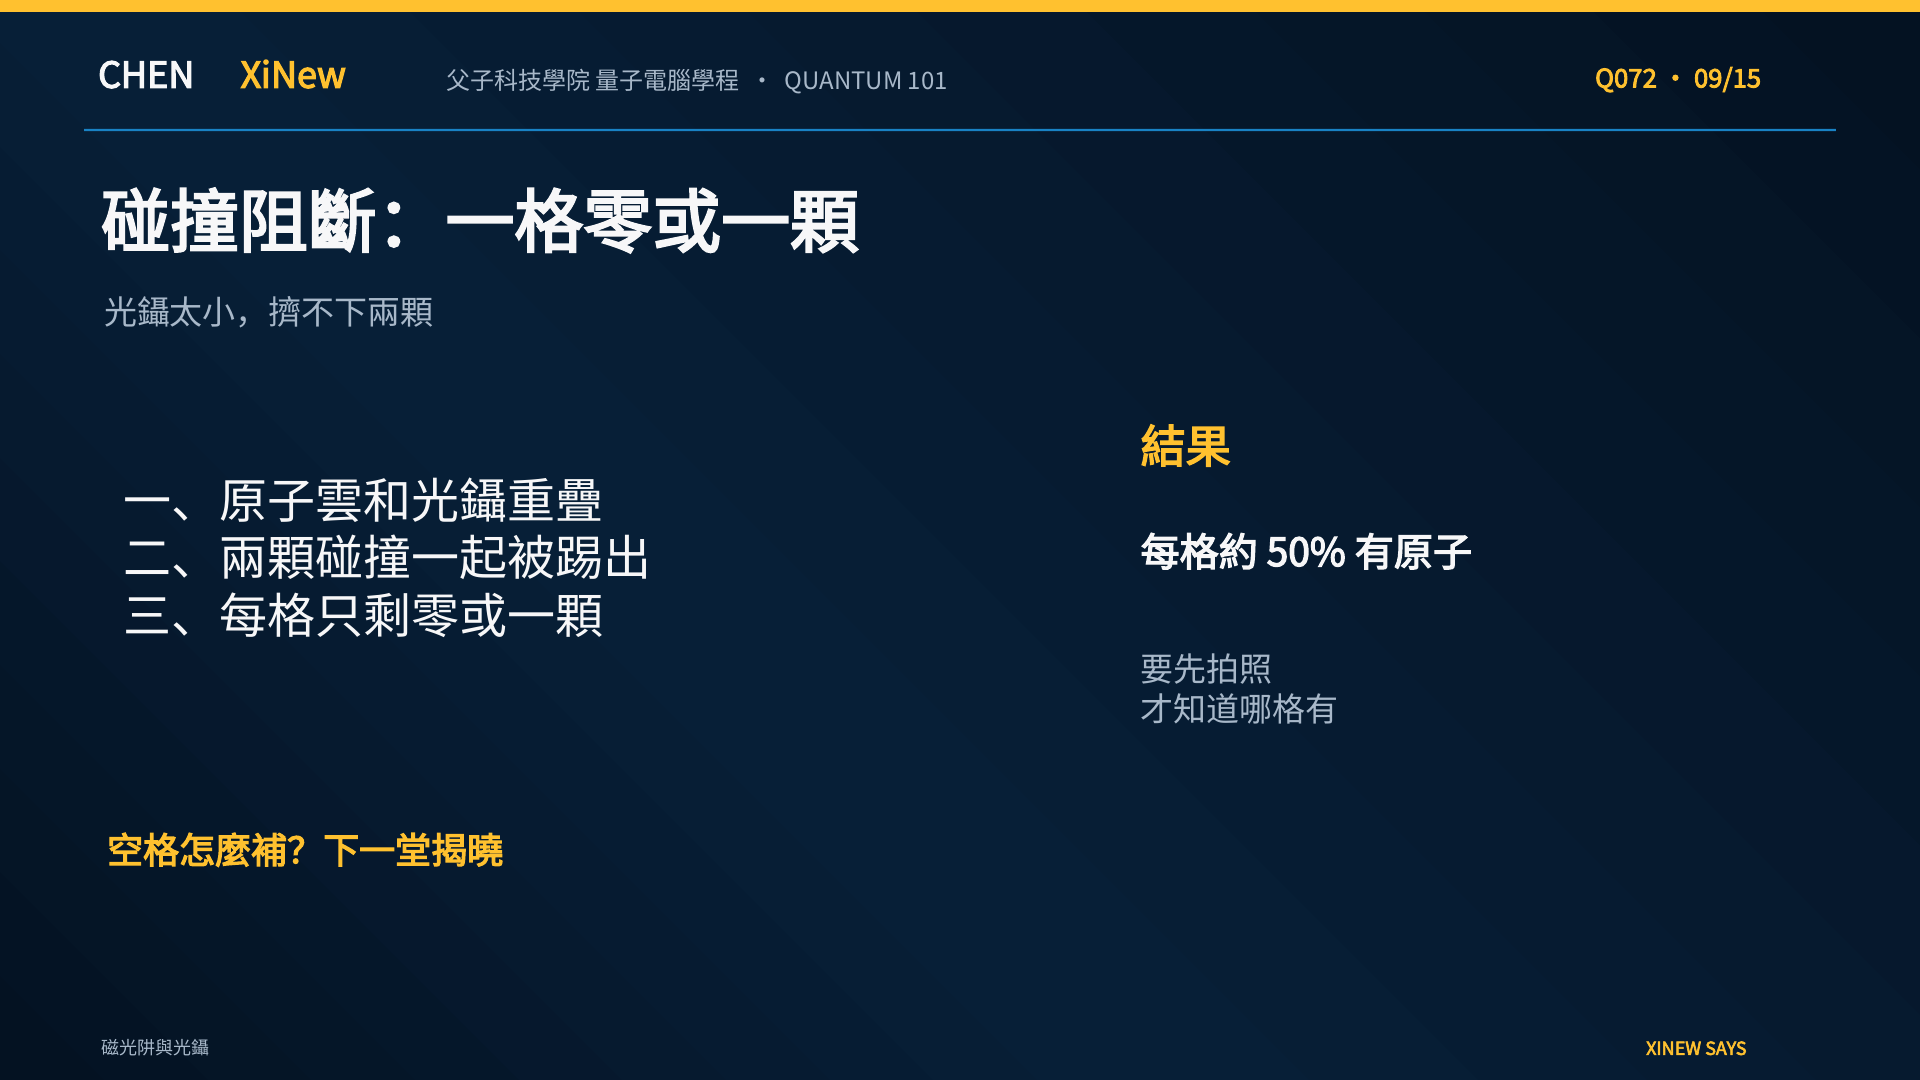 CHEN XiNew 父子科技學院 量子電腦學程 · QUANTUM 101 Q072 · 09/15
碰撞阻斷：一格零或一顆
光鑷太小，擠不下兩顆
一、原子雲和光鑷重疊
二、兩顆碰撞一起被踢出
三、每格只剩零或一顆
結果
每格約 50% 有原子
要先拍照
才知道哪格有
空格怎麼補？下一堂揭曉
磁光阱與光鑷
XINEW SAYS